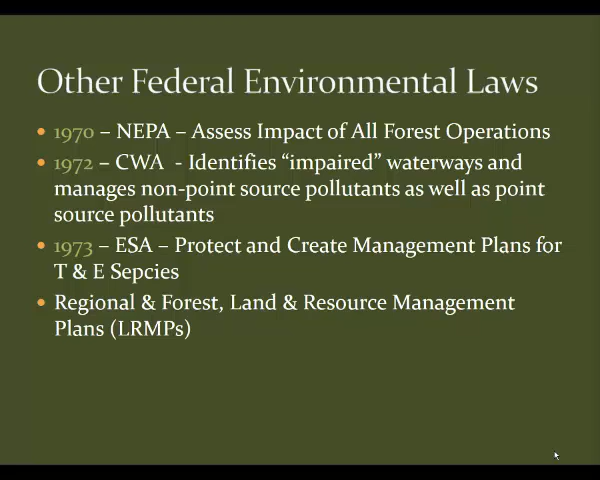 Other Federal Environmental Laws
• 1970 – NEPA – Assess Impact of All Forest Operations
• 1972 – CWA - Identifies “impaired” waterways and
manages non-point source pollutants as well as point
source pollutants
• 1973 – ESA – Protect and Create Management Plans for
T & E Sepcies
• Regional & Forest, Land & Resource Management
Plans (LRMPs)